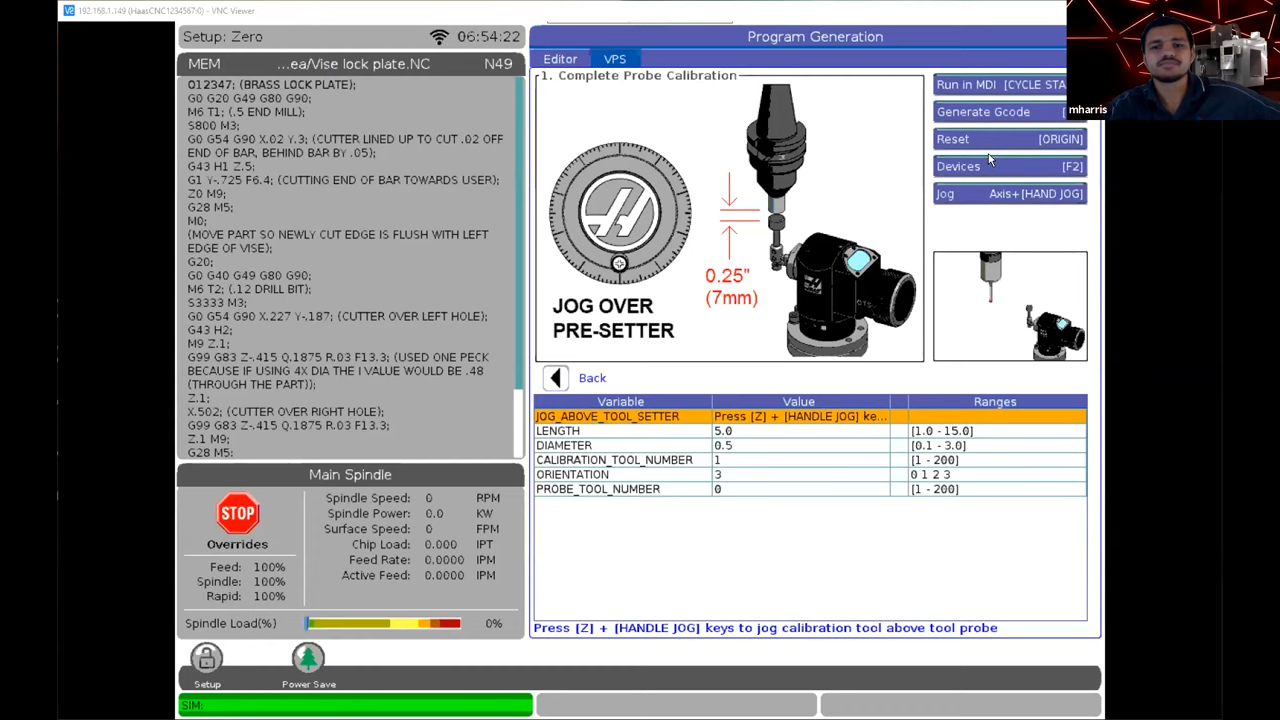 192.168.1.149 (HaasCNC1234567:0) - VNC Viewer
Setup: Zero
06:54:22
MEM
...ea/Vise lock plate.NC
N49
O12347; (BRASS LOCK PLATE);
G0 G20 G49 G80 G90;
M6 T1; (.5 END MILL);
S800 M3;
G0 G54 G90 X.02 Y.3; (CUTTER LINED UP TO CUT .02 OFF
END OF BAR, BEHIND BAR BY .05);
G43 H1 Z.5;
G1 Y-.725 F6.4; (CUTTING END OF BAR TOWARDS USER);
Z0 M9;
G28 M5;
M0;
(MOVE PART SO NEWLY CUT EDGE IS FLUSH WITH LEFT
EDGE OF VISE);
G20;
G0 G40 G49 G80 G90;
M6 T2; (.12 DRILL BIT);
S3333 M3;
G0 G54 G90 X.227 Y-.187; (CUTTER OVER LEFT HOLE);
G43 H2;
M9 Z.1;
G99 G83 Z-.415 Q.1875 R.03 F13.3; (USED ONE PECK
BECAUSE IF USING 4X DIA THE I VALUE WOULD BE .48
(THROUGH THE PART));
Z.1;
X.502; (CUTTER OVER RIGHT HOLE);
G99 G83 Z-.415 Q.1875 R.03 F13.3;
Z.1 M9;
G28 M5;
Main Spindle
STOP
Overrides
Feed: 100%
Spindle: 100%
Rapid: 100%
Spindle Speed: 0 RPM
Spindle Power: 0.0 KW
Surface Speed: 0 FPM
Chip Load: 0.000 IPT
Feed Rate: 0.0000 IPM
Active Feed: 0.0000 IPM
Spindle Load(%)
0%
Program Generation
Editor
VPS
1. Complete Probe Calibration
JOG OVER
PRE-SETTER
0.25"
(7mm)
Run in MDI [CYCLE STA
Generate Gcode [
Reset [ORIGIN]
Devices [F2]
Jog Axis+[HAND JOG]
mharris
Back
Variable Value Ranges
JOG_ABOVE_TOOL_SETTER Press [Z] + [HANDLE JOG] ke...
LENGTH 5.0 [1.0 - 15.0]
DIAMETER 0.5 [0.1 - 3.0]
CALIBRATION_TOOL_NUMBER 1 [1 - 200]
ORIENTATION 3 0 1 2 3
PROBE_TOOL_NUMBER 0 [1 - 200]
Press [Z] + [HANDLE JOG] keys to jog calibration tool above tool probe
Setup
Power Save
SIM: